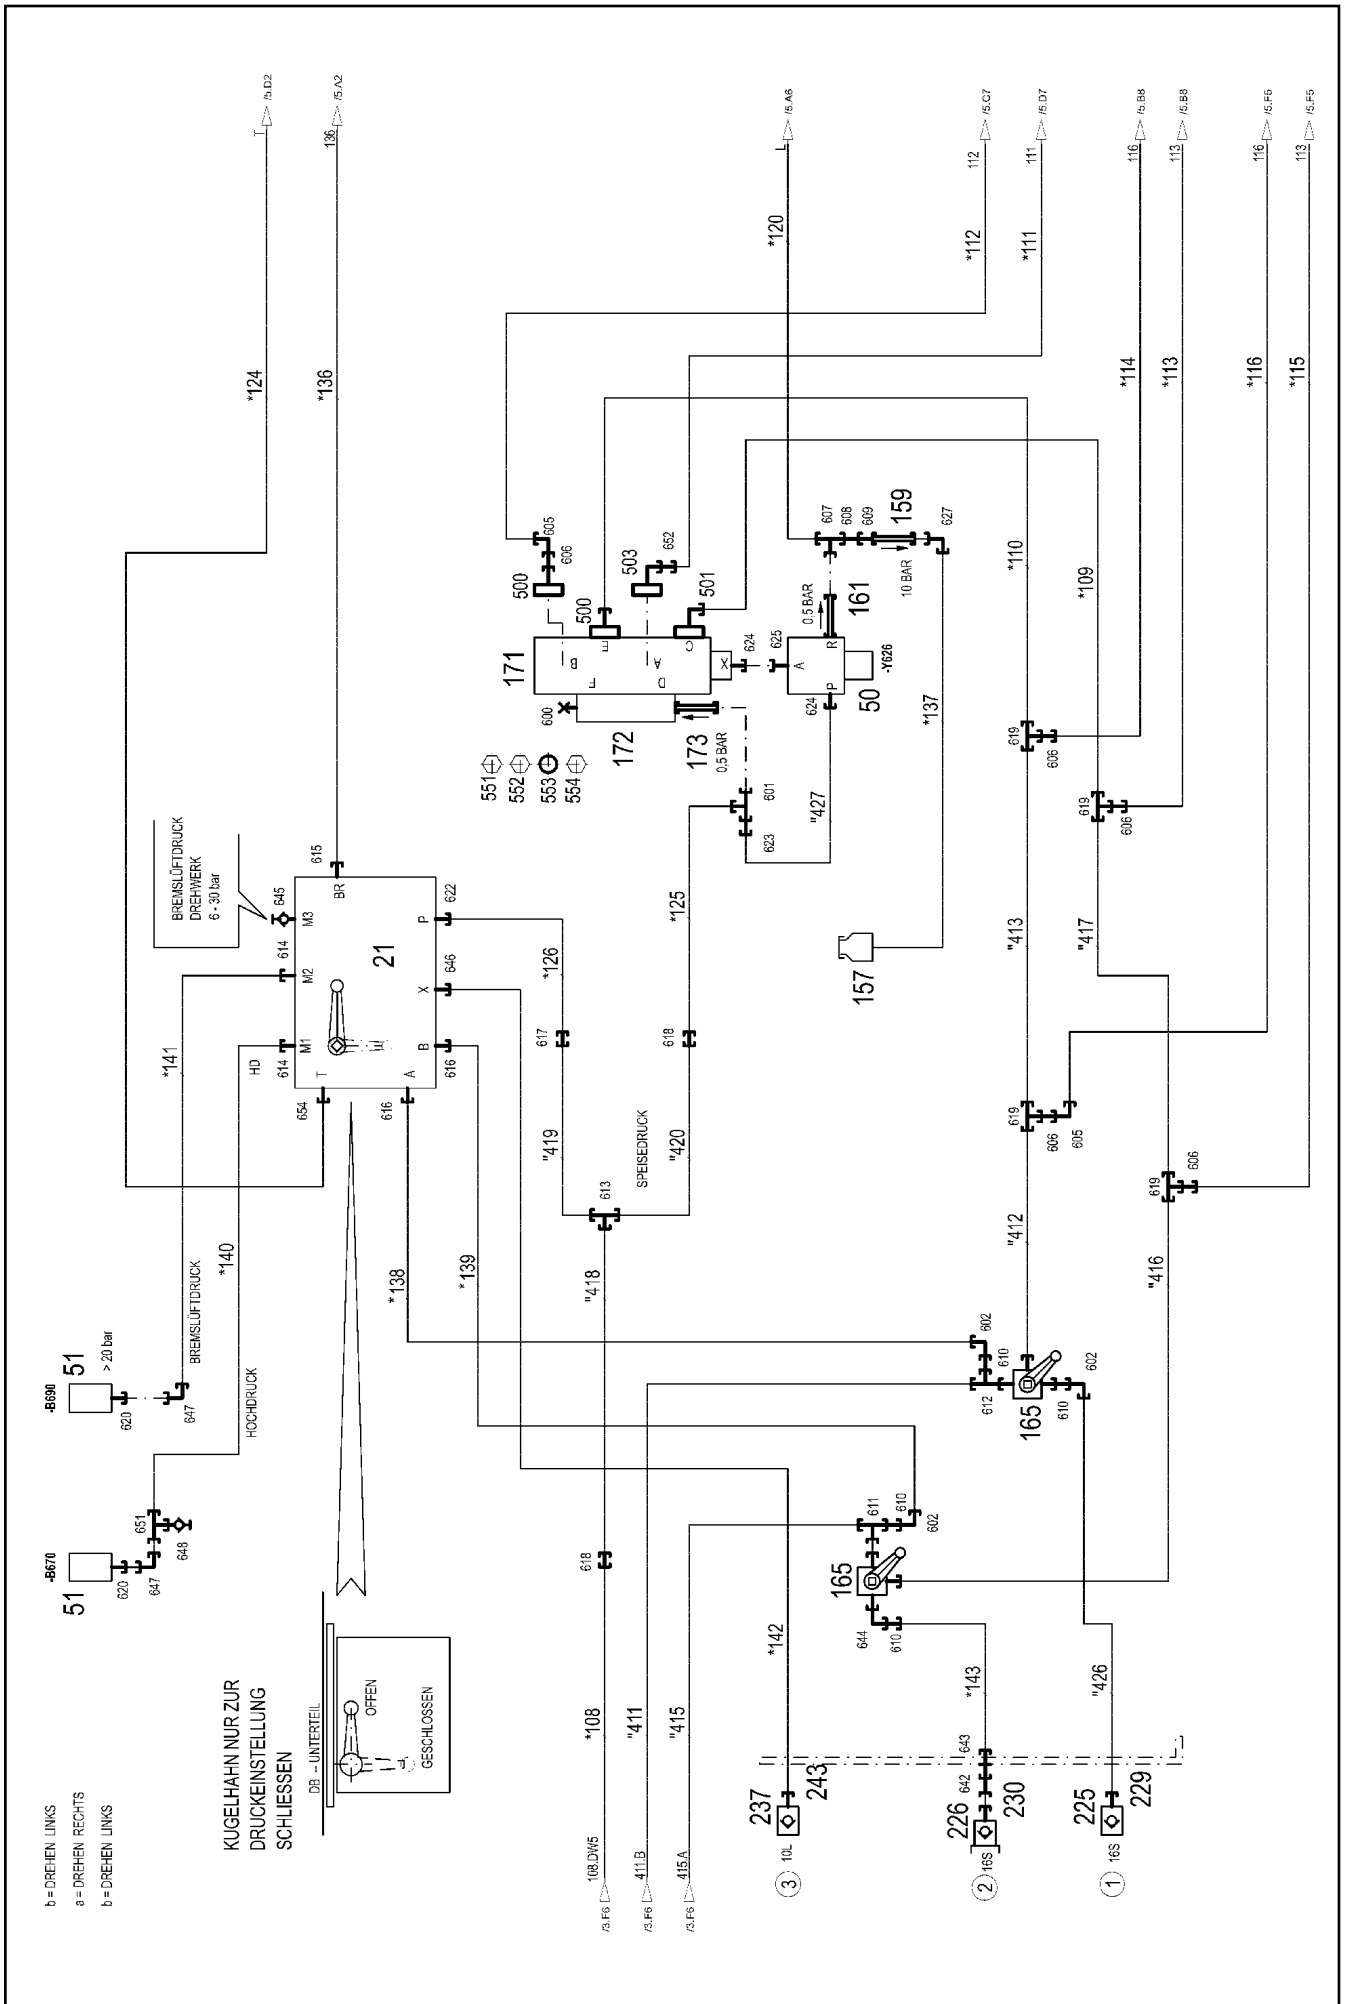 b = DREHEN LINKS
a = DREHEN RECHTS
b = DREHEN LINKS
KUGELHAHN NUR ZUR
DRUCKEINSTELLUNG
SCHLIESSEN
DB - UNTERTEIL
OFFEN
GESCHLOSSEN
-B670
51
620
647
651
648
HOCHDRUCK
-B690
51
> 20 bar
620
647
BREMSLÜFTDRUCK
*140
*141
HD
BREMSLÜFTDRUCK
DREHWERK
6 - 30 bar
614
614
645
615
M1
M2
M3
BR
T
A
B
X
P
21
654
616
616
646
622
*124
T
/5.D2
*136
136
/5.A2
*138
*139
/3.F6
108.DW5
*108
618
"418
613
"419
617
*126
SPEISEDRUCK
"420
618
*125
/3.F6
411.B
"411
/3.F6
415.A
"415
551
552
553
554
600
171
172
173
0,5 BAR
B
F
E
A
D
C
X
500
606
605
500
503
652
501
624
625
601
623
"427
624
A
P
R
50
-Y626
0,5 BAR
161
607
608
609
159
10 BAR
627
*137
157
*120
L
/5.A6
*112
112
/5.C7
*111
111
/5.D7
*110
*109
3
10L
237
243
*142
2
16S
226
230
642
643
*143
1
16S
225
229
"426
165
644
610
611
610
602
165
612
610
602
610
602
"412
619
606
605
"413
619
606
"416
619
606
"417
619
606
*114
116
/5.B8
*113
113
/5.B8
*116
116
/5.F5
*115
113
/5.F5